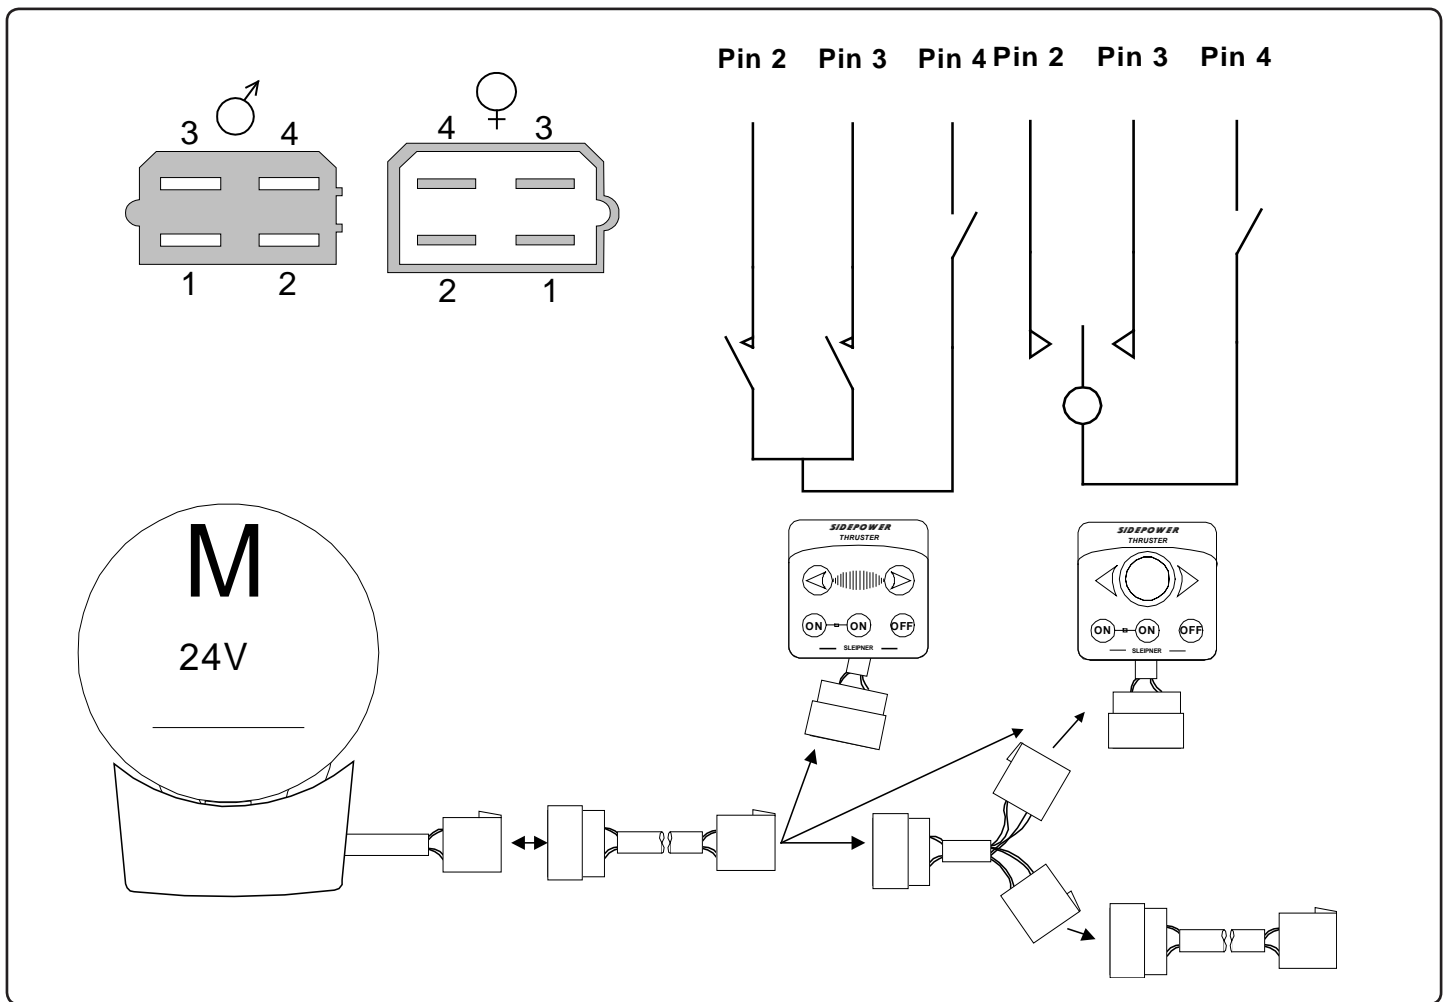 Pin 2 Pin 3 Pin 4 Pin 2 Pin 3 Pin 4
3 4
4 3
1 2
2 1
M
24V
SIDEPOWER
THRUSTER
ON ON OFF
SLEIPNER
SIDEPOWER
THRUSTER
ON ON OFF
SLEIPNER